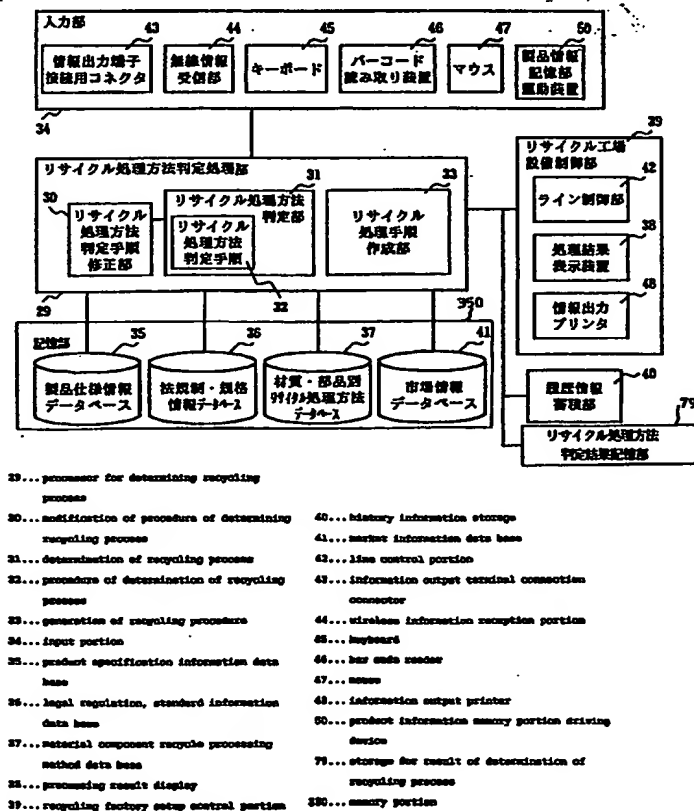 入力部
43
44
45
46
47
50
情報出力端子
接続用コネクタ
無線情報
受信部
キーボード
バーコード
読み取り装置
マウス
製品情報
記憶部
駆動装置
34
リサイクル処理方法判定処理部
31
33
30
リサイクル
処理方法
判定手順
修正部
リサイクル処理方法
判定部
リサイクル
処理方法
判定手順
リサイクル
処理手順
作成部
32
29
リサイクル工場
設備制御部
39
42
ライン制御部
38
処理結果
表示装置
48
情報出力
プリンタ
350
記憶部
35
36
37
41
製品仕様情報
データベース
法規制・規格
情報データベース
材質・部品別
リサイクル処理方法
データベース
市場情報
データベース
40
履歴情報
蓄積部
79
リサイクル処理方法
判定結果記憶部
29...processor for determining recycling
process
30...modification of procedure of determining
recycling process
31...determination of recycling process
32...procedure of determination of recycling
process
33...generation of recycling procedure
34...input portion
35...product specification information data
base
36...legal regulation, standard information
data base
37...material component recycle processing
method data base
38...processing result display
39...recycling factory setup control portion
40...history information storage
41...market information data base
42...line control portion
43...information output terminal connection
connector
44...wireless information reception portion
45...keyboard
46...bar code reader
47...mouse
48...information output printer
50...product information memory portion driving
device
79...storage for result of determination of
recycling process
350...memory portion